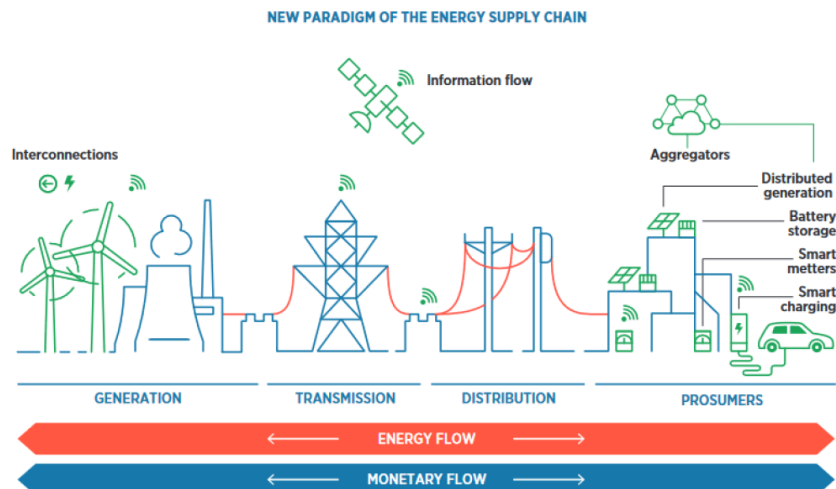 NEW PARADIGM OF THE ENERGY SUPPLY CHAIN
Information flow
Interconnections
Aggregators
Distributed
generation
Battery
storage
Smart
metters
Smart
charging
GENERATION
TRANSMISSION
DISTRIBUTION
PROSUMERS
ENERGY FLOW
MONETARY FLOW